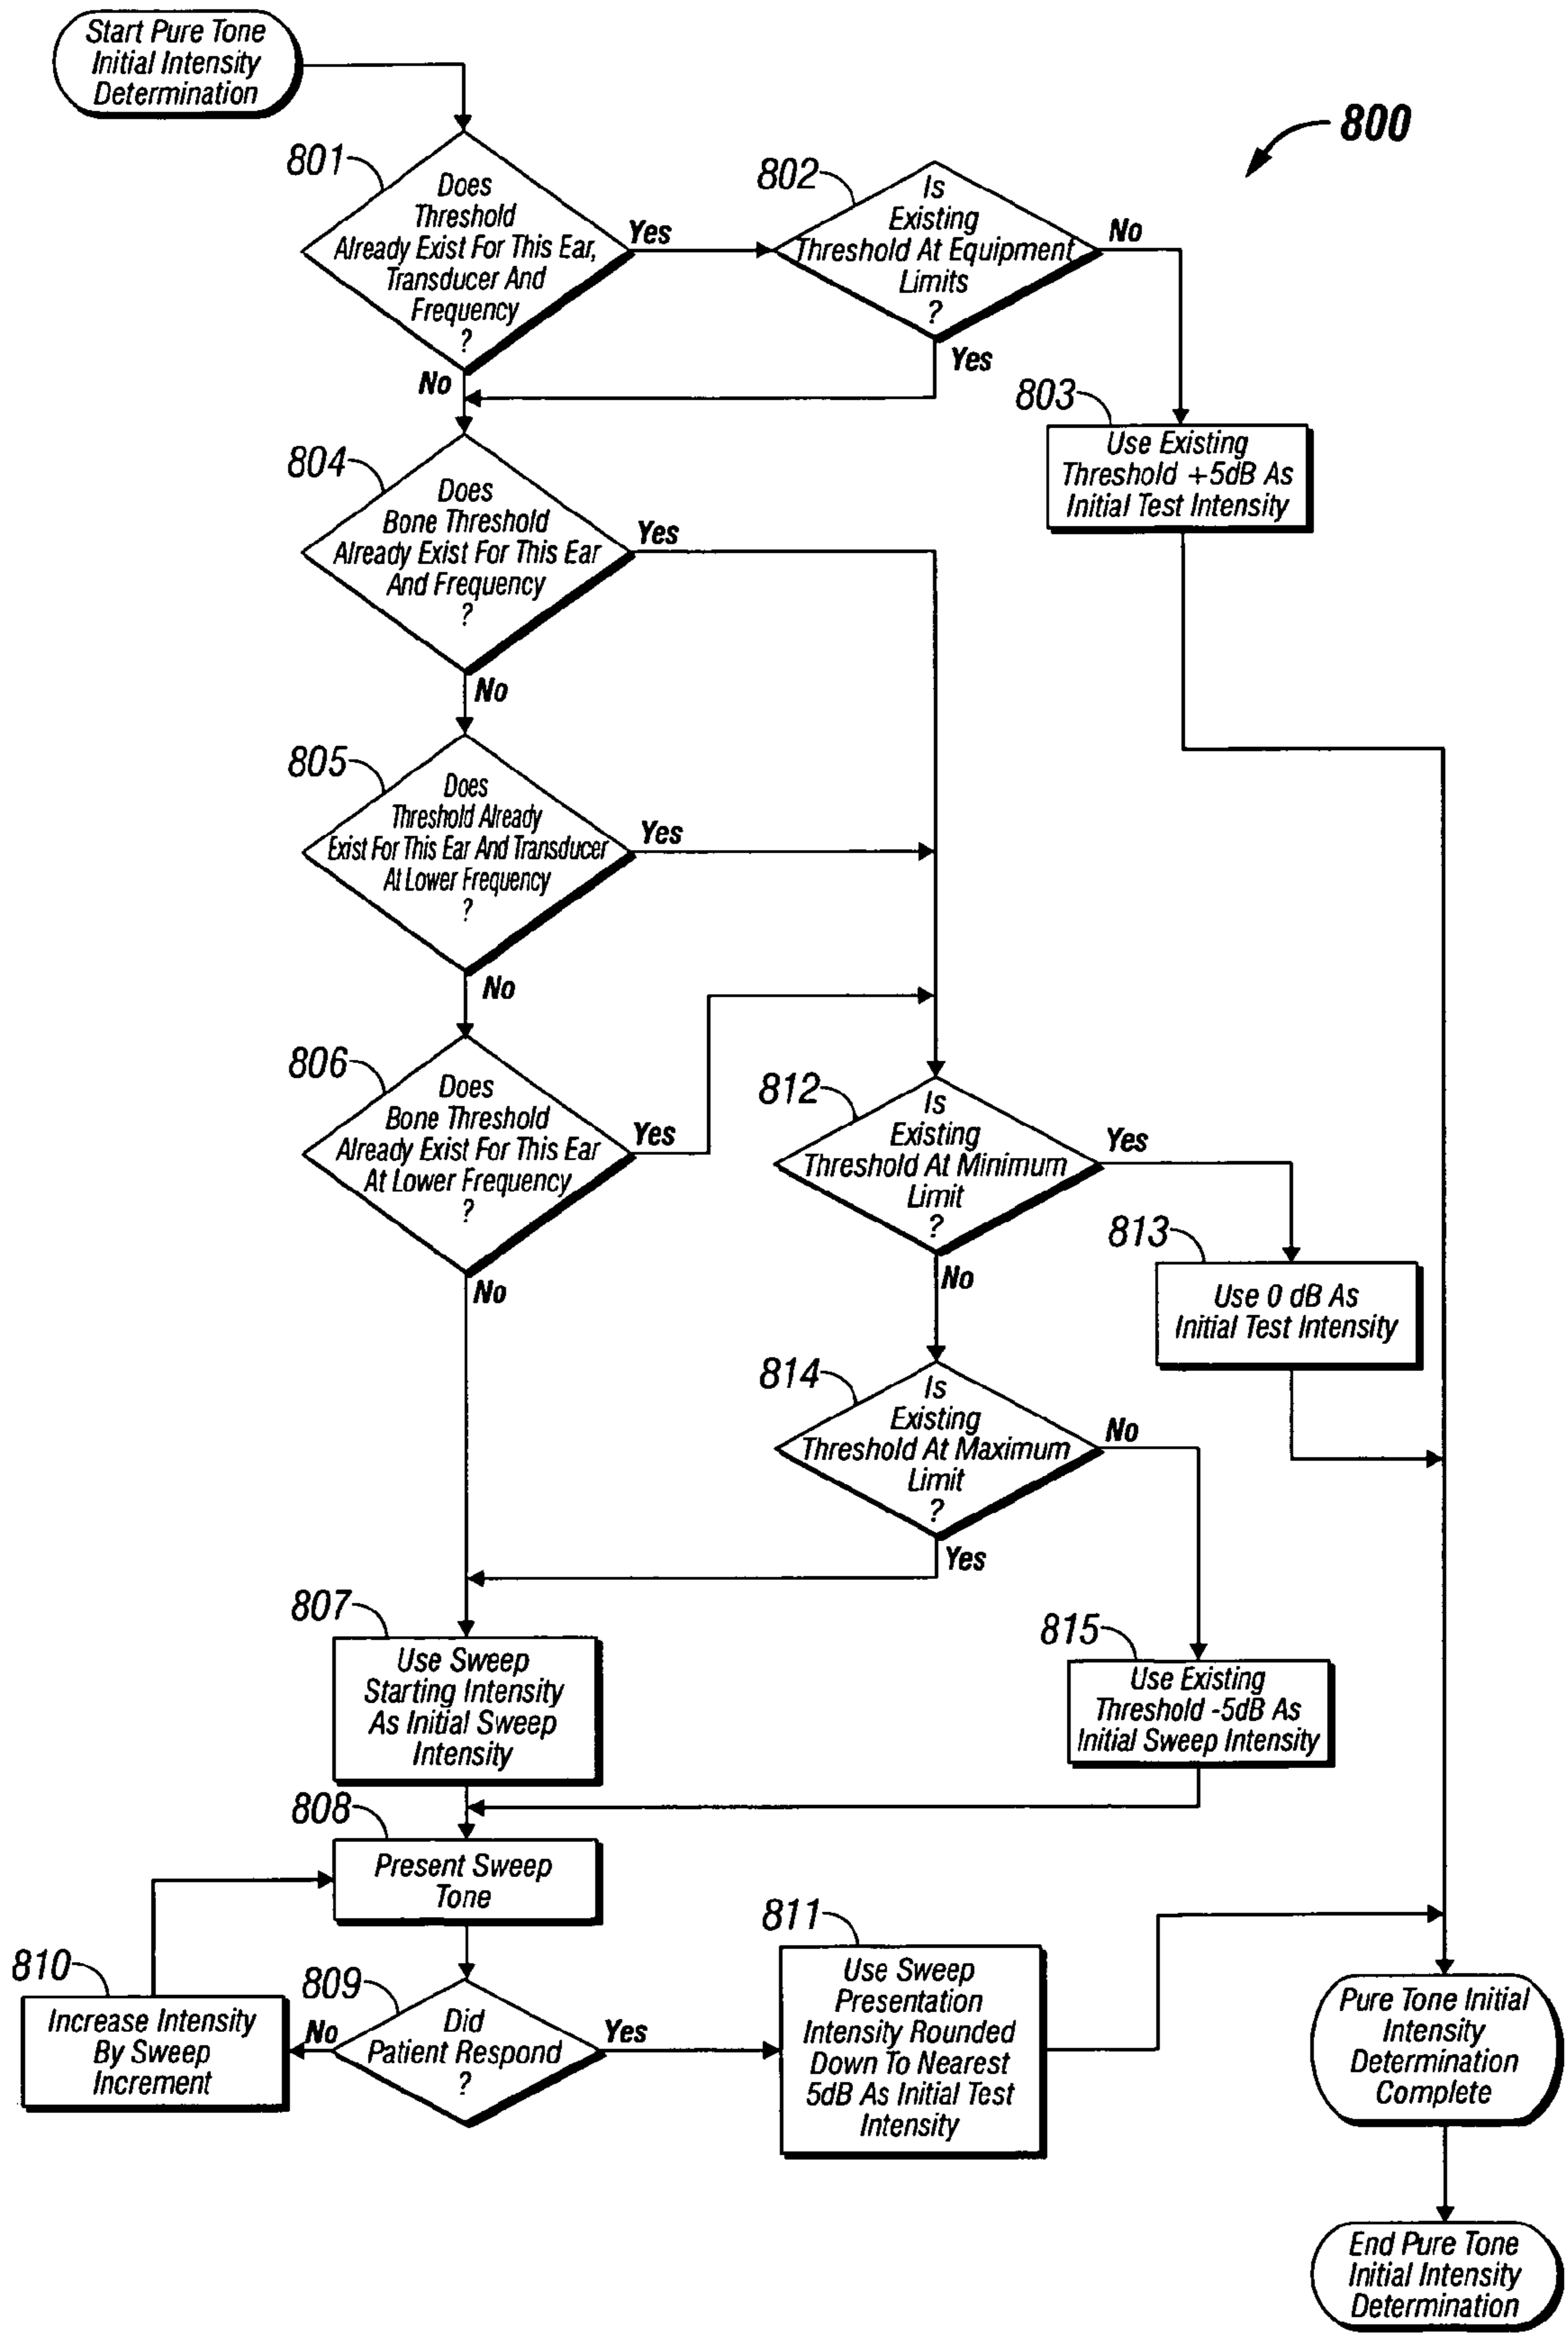 Start Pure Tone
Initial Intensity
Determination
800
801
Does
Threshold
Already Exist For This Ear,
Transducer And
Frequency
?
Yes
No
802
Is
Existing
Threshold At Equipment
Limits
?
No
Yes
803
Use Existing
Threshold +5dB As
Initial Test Intensity
804
Does
Bone Threshold
Already Exist For This Ear
And Frequency
?
Yes
No
805
Does
Threshold Already
Exist For This Ear And Transducer
At Lower Frequency
?
Yes
No
806
Does
Bone Threshold
Already Exist For This Ear
At Lower Frequency
?
Yes
No
812
Is
Existing
Threshold At Minimum
Limit
?
Yes
No
813
Use 0 dB As
Initial Test Intensity
814
Is
Existing
Threshold At Maximum
Limit
?
No
Yes
807
Use Sweep
Starting Intensity
As Initial Sweep
Intensity
815
Use Existing
Threshold -5dB As
Initial Sweep Intensity
808
Present Sweep
Tone
810
Increase Intensity
By Sweep
Increment
809
Did
Patient Respond
?
No
Yes
811
Use Sweep
Presentation
Intensity Rounded
Down To Nearest
5dB As Initial Test
Intensity
Pure Tone Initial
Intensity
Determination
Complete
End Pure Tone
Initial Intensity
Determination